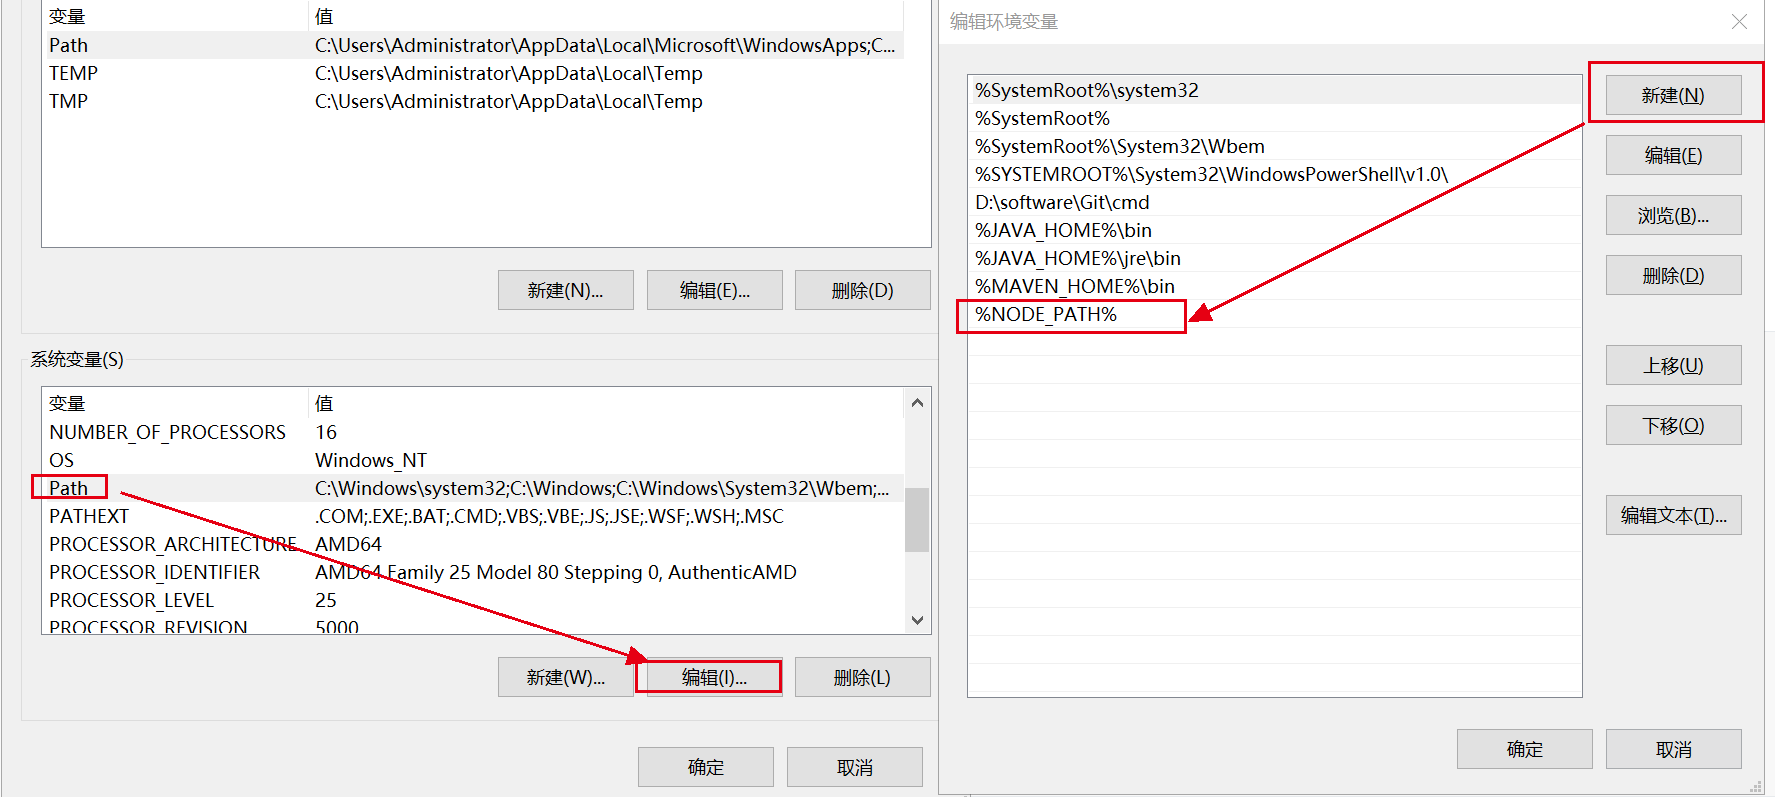 变量 值
Path C:\Users\Administrator\AppData\Local\Microsoft\WindowsApps;C...
TEMP C:\Users\Administrator\AppData\Local\Temp
TMP C:\Users\Administrator\AppData\Local\Temp
新建(N)... 编辑(E)... 删除(D)
系统变量(S)
变量 值
NUMBER_OF_PROCESSORS 16
OS Windows_NT
Path C:\Windows\system32;C:\Windows;C:\Windows\System32\Wbem;...
PATHEXT .COM;.EXE;.BAT;.CMD;.VBS;.VBE;.JS;.JSE;.WSF;.WSH;.MSC
PROCESSOR_ARCHITECTURE AMD64
PROCESSOR_IDENTIFIER AMD64 Family 25 Model 80 Stepping 0, AuthenticAMD
PROCESSOR_LEVEL 25
PROCESSOR_REVISION 5000
新建(W)... 编辑(I)... 删除(L)
确定 取消
编辑环境变量
%SystemRoot%\system32
%SystemRoot%
%SystemRoot%\System32\Wbem
%SYSTEMROOT%\System32\WindowsPowerShell\v1.0\
D:\software\Git\cmd
%JAVA_HOME%\bin
%JAVA_HOME%\jre\bin
%MAVEN_HOME%\bin
%NODE_PATH%
新建(N)
编辑(E)
浏览(B)...
删除(D)
上移(U)
下移(O)
编辑文本(T)...
确定 取消